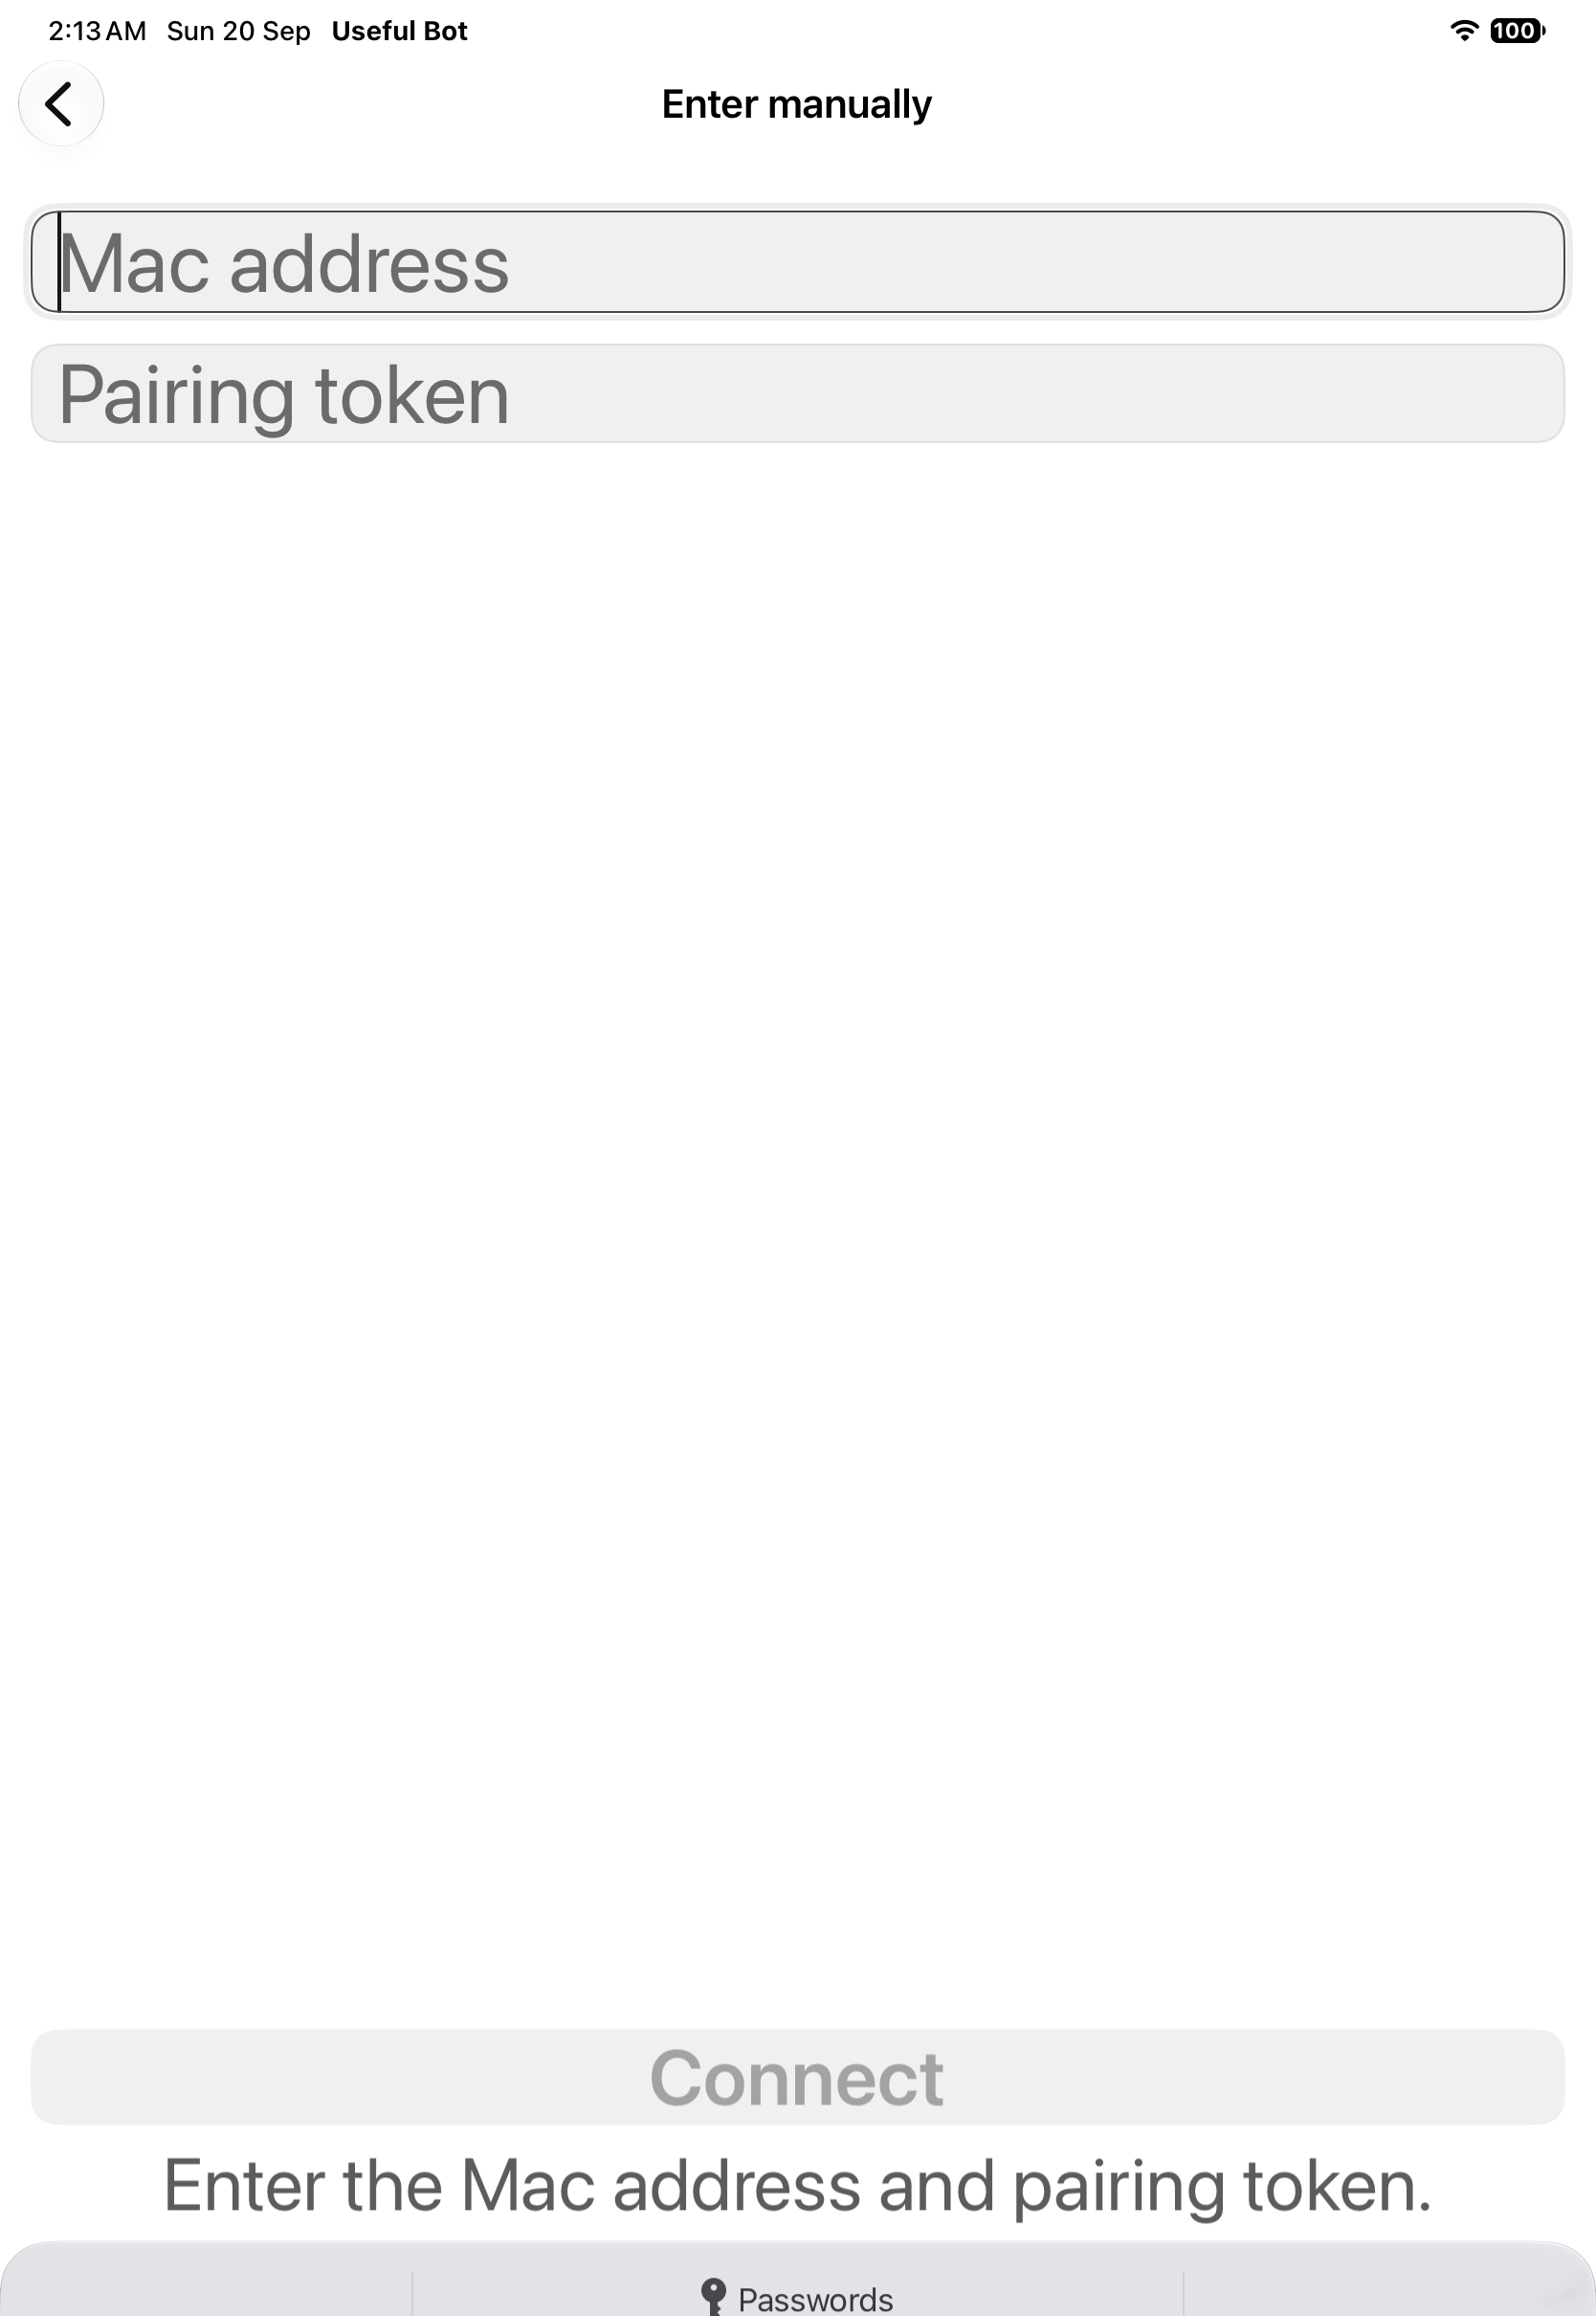 2:13 AM Sun 20 Sep Useful Bot 100
Enter manually
Mac address
Pairing token
Connect
Enter the Mac address and pairing token.
Passwords